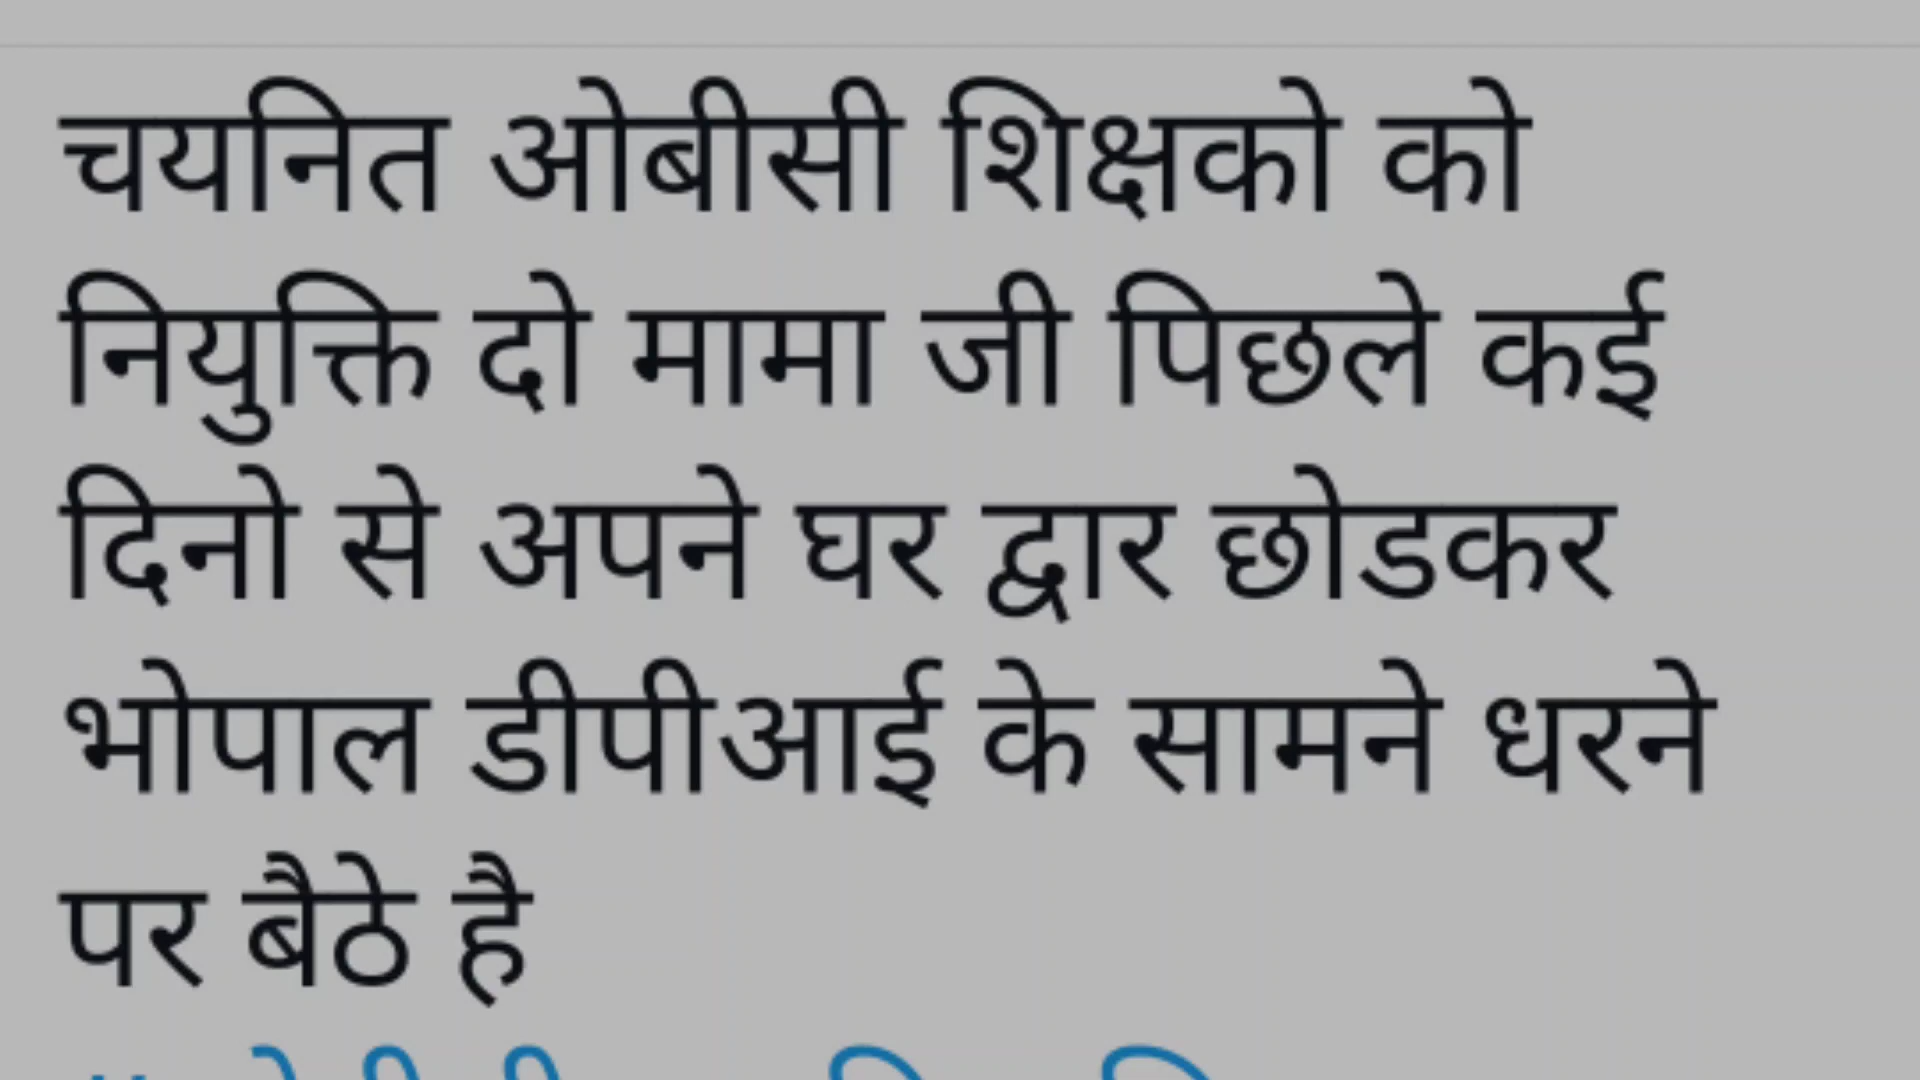 चयनित ओबीसी शिक्षको को
नियुक्ति दो मामा जी पिछले कई
दिनो से अपने घर द्वार छोडकर
भोपाल डीपीआई के सामने धरने
पर बैठे है